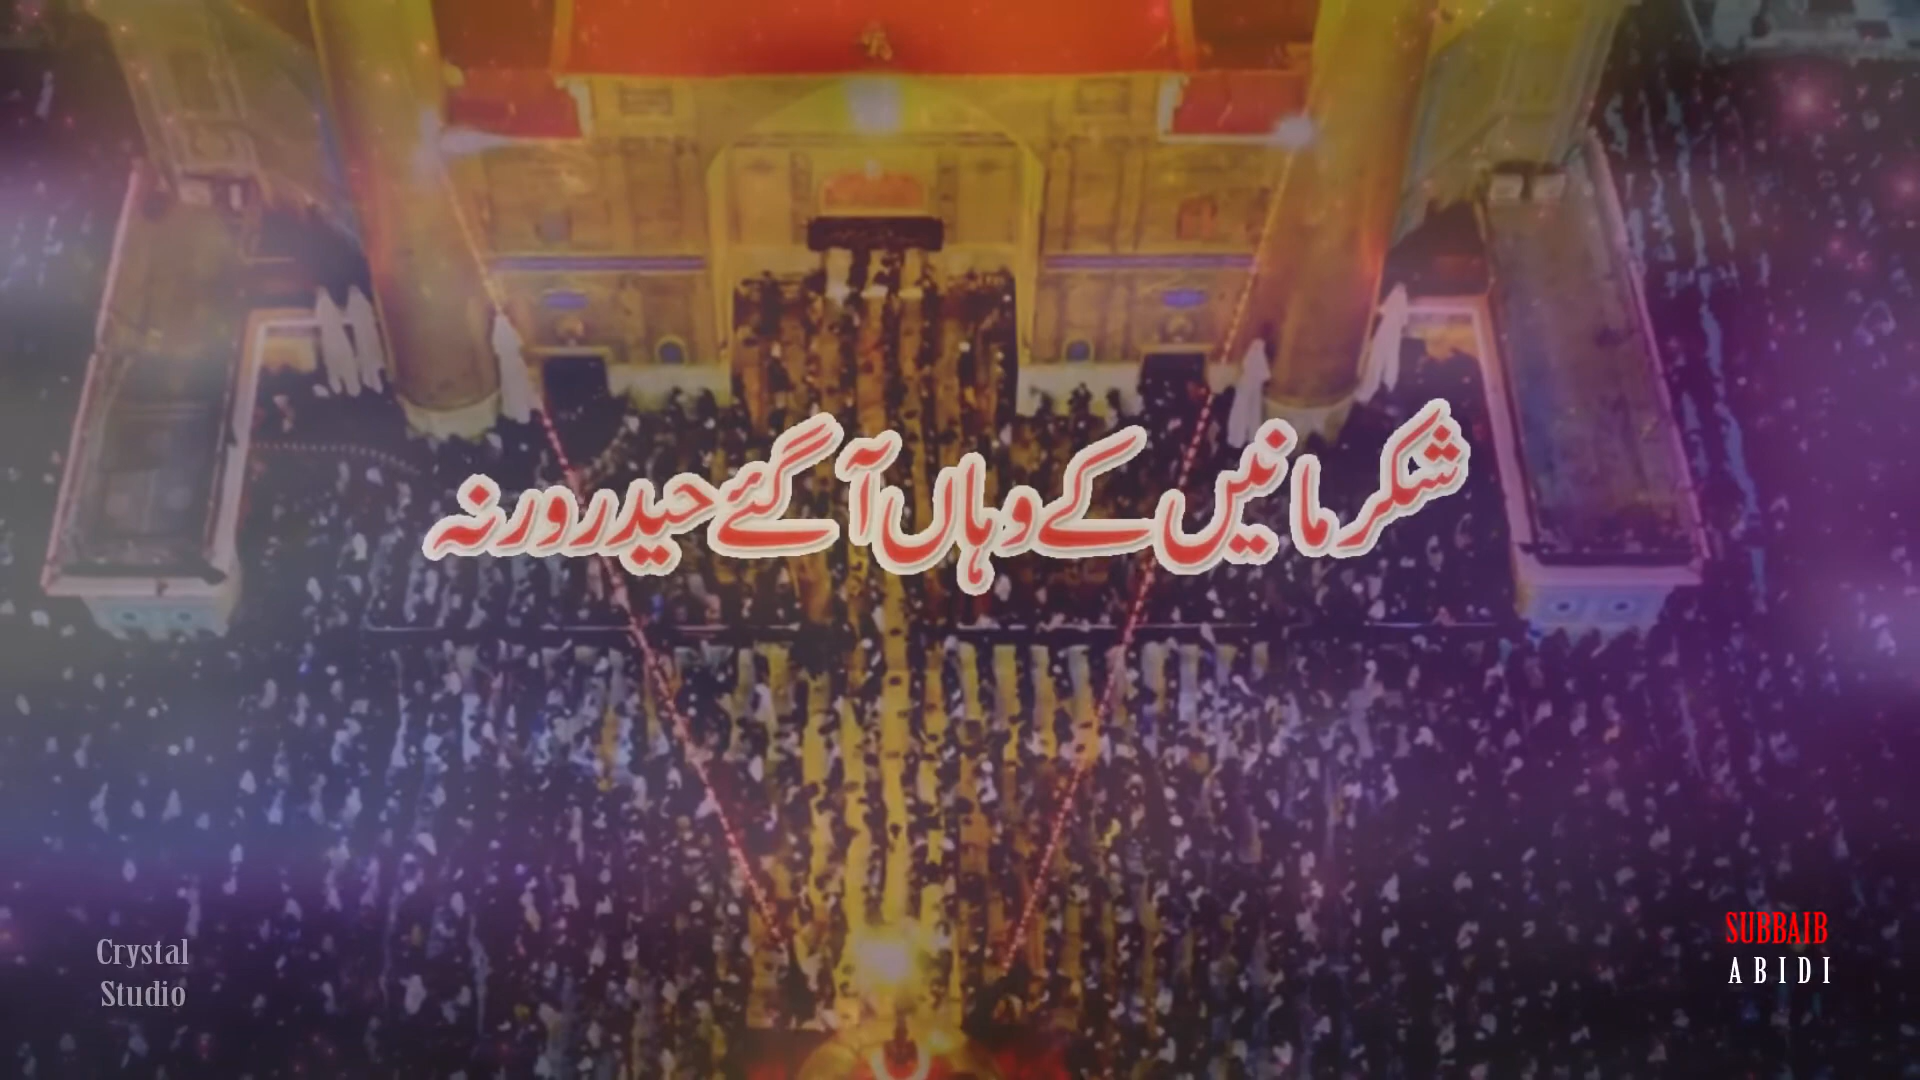 شکر مانیں کے وہاں آ گئے حیدر ورنہ
Crystal
Studio
SUBBAIB
ABIDI